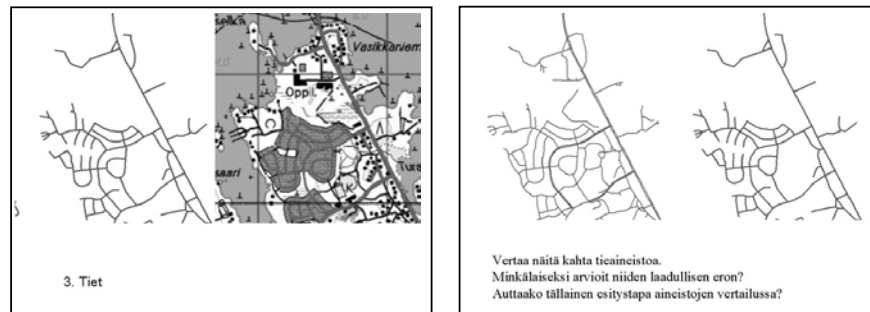 selkä
Vasikkaniem
Oppil.
saari
K
3. Tiet
Vertaa näitä kahta tieaineistoa.
Minkälaiseksi arvioit niiden laadullisen eron?
Auttaako tällainen esitystapa aineistojen vertailussa?